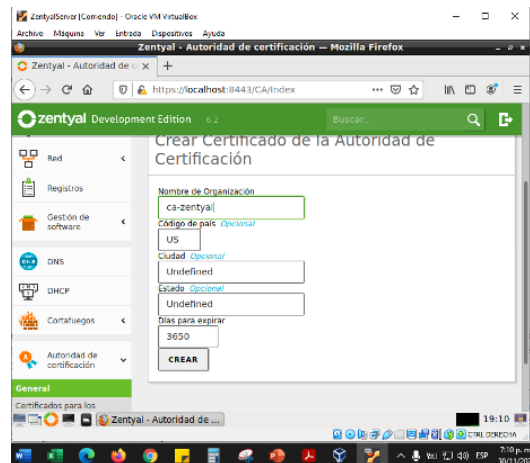 ZentyalServer [Corriendo] - Oracle VM VirtualBox
Archivo Máquina Ver Entrada Dispositivos Ayuda
Zentyal - Autoridad de certificación — Mozilla Firefox
Zentyal - Autoridad de c
https://localhost:8443/CA/Index
zentyal Development Edition 6.2
Buscar...
Crear Certificado de la Autoridad de
Certificación
Red
Registros
Gestión de
software
DNS
DHCP
Cortafuegos
Autoridad de
certificación
General
Certificados para los
Nombre de Organización
ca-zentyal
Código de país Opcional
US
Ciudad Opcional
Undefined
Estado Opcional
Undefined
Días para expirar
3650
CREAR
Zentyal - Autoridad de ...
19:10
CTRL DERECHA
ESP
7:10 p.m.